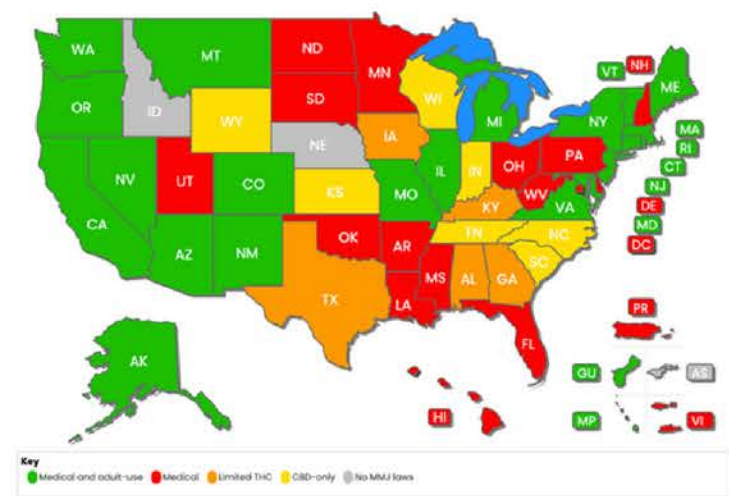 WA
MT
ND
MN
VT
NH
ME
OR
ID
SD
WI
MI
NY
WY
MA
RI
IA
NE
CT
PA
NV
UT
CO
IL
IN
OH
NJ
WV
DE
CA
KS
MO
KY
VA
MD
DC
AZ
NM
OK
AR
TN
NC
SC
TX
MS
AL
GA
LA
PR
FL
AK
GU
AS
HI
MP
VI
Key
Medical and adult-use Medical Limited THC CBD-only No MMJ laws